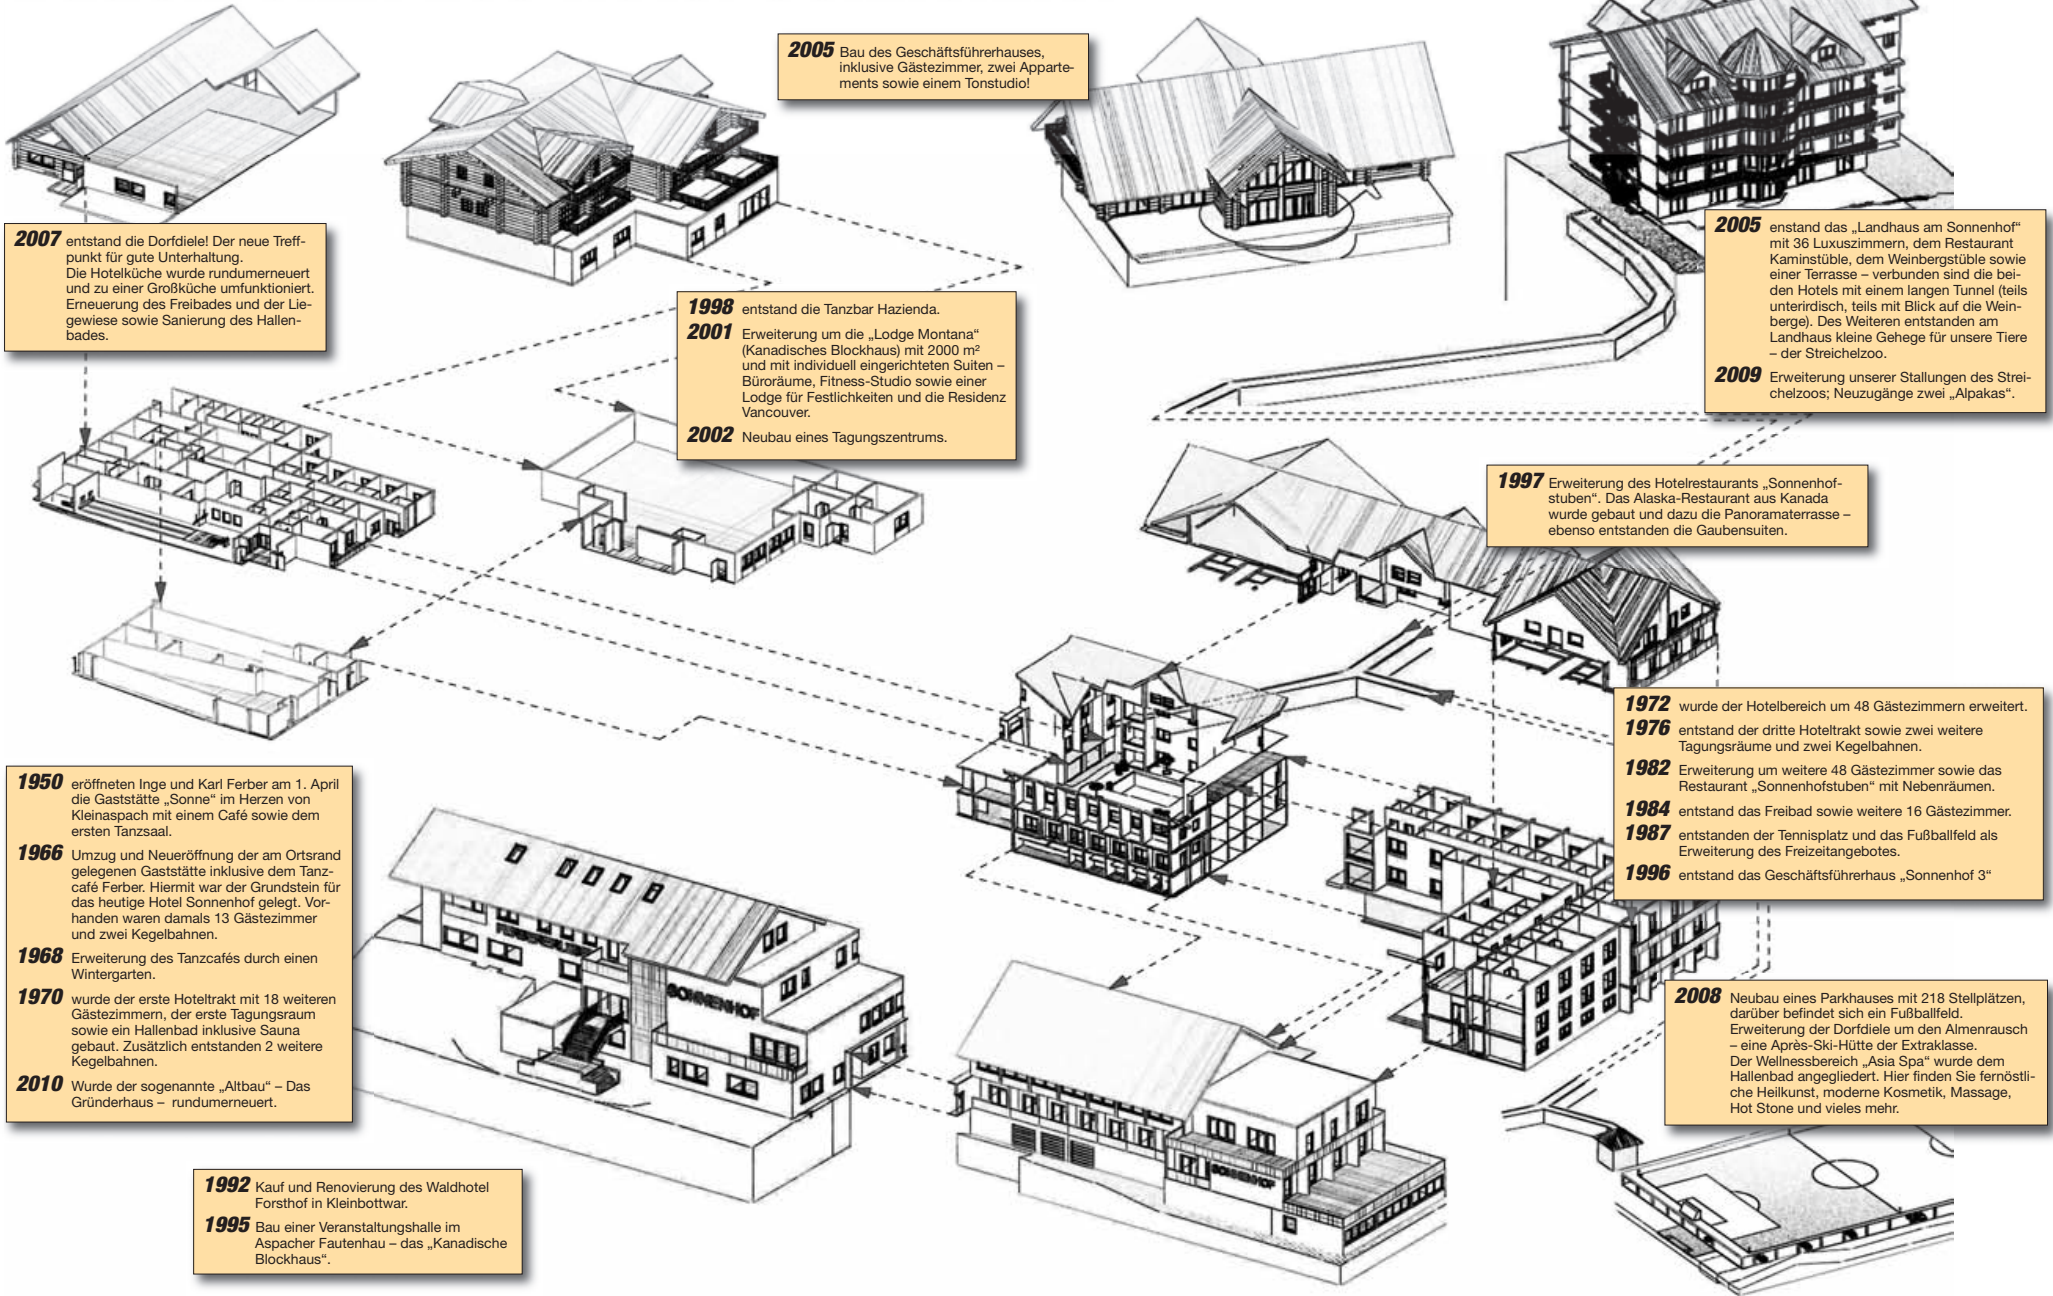 2005 Bau des Geschäftsführerhauses,
inklusive Gästezimmer, zwei Apparte-
ments sowie einem Tonstudio!
2007 entstand die Dorfdiele! Der neue Treff-
punkt für gute Unterhaltung.
Die Hotelküche wurde rundumerneuert
und zu einer Großküche umfunktioniert.
Erneuerung des Freibades und der Lie-
gewiese sowie Sanierung des Hallen-
bades.
1998 entstand die Tanzbar Hazienda.
2001 Erweiterung um die „Lodge Montana“
(Kanadisches Blockhaus) mit 2000 m²
und mit individuell eingerichteten Suiten –
Büroräume, Fitness-Studio sowie einer
Lodge für Festlichkeiten und die Residenz
Vancouver.
2002 Neubau eines Tagungszentrums.
2005 enstand das „Landhaus am Sonnenhof“
mit 36 Luxuszimmern, dem Restaurant
Kaminstüble, dem Weinbergstüble sowie
einer Terrasse – verbunden sind die bei-
den Hotels mit einem langen Tunnel (teils
unterirdisch, teils mit Blick auf die Wein-
berge). Des Weiteren entstanden am
Landhaus kleine Gehege für unsere Tiere
– der Streichelzoo.
2009 Erweiterung unserer Stallungen des Strei-
chelzoos; Neuzugänge zwei „Alpakas“.
1997 Erweiterung des Hotelrestaurants „Sonnenhof-
stuben“. Das Alaska-Restaurant aus Kanada
wurde gebaut und dazu die Panoramaterrasse –
ebenso entstanden die Gaubensuiten.
1972 wurde der Hotelbereich um 48 Gästezimmern erweitert.
1976 entstand der dritte Hoteltrakt sowie zwei weitere
Tagungsräume und zwei Kegelbahnen.
1982 Erweiterung um weitere 48 Gästezimmer sowie das
Restaurant „Sonnenhofstuben“ mit Nebenräumen.
1984 entstand das Freibad sowie weitere 16 Gästezimmer.
1987 entstanden der Tennisplatz und das Fußballfeld als
Erweiterung des Freizeitangebotes.
1996 entstand das Geschäftsführerhaus „Sonnenhof 3“
1950 eröffneten Inge und Karl Ferber am 1. April
die Gaststätte „Sonne“ im Herzen von
Kleinaspach mit einem Café sowie dem
ersten Tanzsaal.
1966 Umzug und Neueröffnung der am Ortsrand
gelegenen Gaststätte inklusive dem Tanz-
café Ferber. Hiermit war der Grundstein für
das heutige Hotel Sonnenhof gelegt. Vor-
handen waren damals 13 Gästezimmer
und zwei Kegelbahnen.
1968 Erweiterung des Tanzcafés durch einen
Wintergarten.
1970 wurde der erste Hoteltrakt mit 18 weiteren
Gästezimmern, der erste Tagungsraum
sowie ein Hallenbad inklusive Sauna
gebaut. Zusätzlich entstanden 2 weitere
Kegelbahnen.
2010 Wurde der sogenannte „Altbau“ – Das
Gründerhaus – rundumerneuert.
SONNENHOF
SONNENHOF
2008 Neubau eines Parkhauses mit 218 Stellplätzen,
darüber befindet sich ein Fußballfeld.
Erweiterung der Dorfdiele um den Almenrausch
– eine Après-Ski-Hütte der Extraklasse.
Der Wellnessbereich „Asia Spa“ wurde dem
Hallenbad angegliedert. Hier finden Sie fernöstli-
che Heilkunst, moderne Kosmetik, Massage,
Hot Stone und vieles mehr.
1992 Kauf und Renovierung des Waldhotel
Forsthof in Kleinbottwar.
1995 Bau einer Veranstaltungshalle im
Aspacher Fautenhau – das „Kanadische
Blockhaus“.